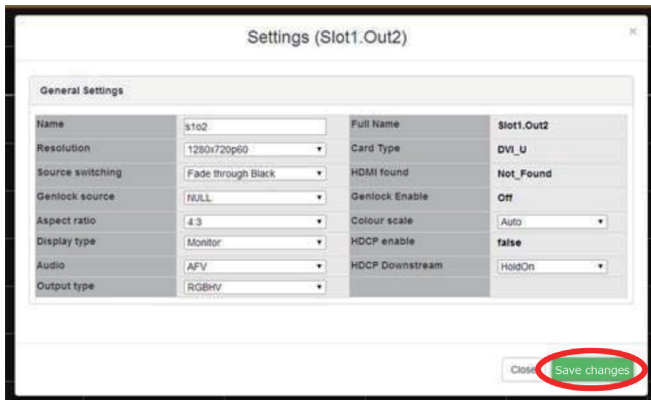 Settings (Slot1.Out2)
×
General Settings
Name s1o2 Full Name Slot1.Out2
Resolution 1280x720p60 Card Type DVI_U
Source switching Fade through Black HDMI found Not_Found
Genlock source NULL Genlock Enable Off
Aspect ratio 4:3 Colour scale Auto
Display type Monitor HDCP enable false
Audio AFV HDCP Downstream HoldOn
Output type RGBHV
Close Save changes